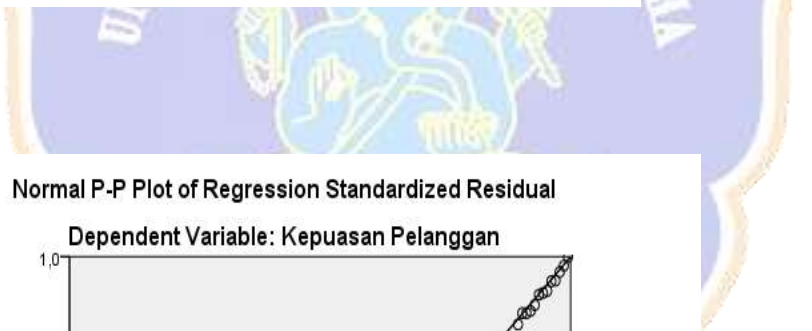 Normal P-P Plot of Regression Standardized Residual
Dependent Variable: Kepuasan Pelanggan
1,0